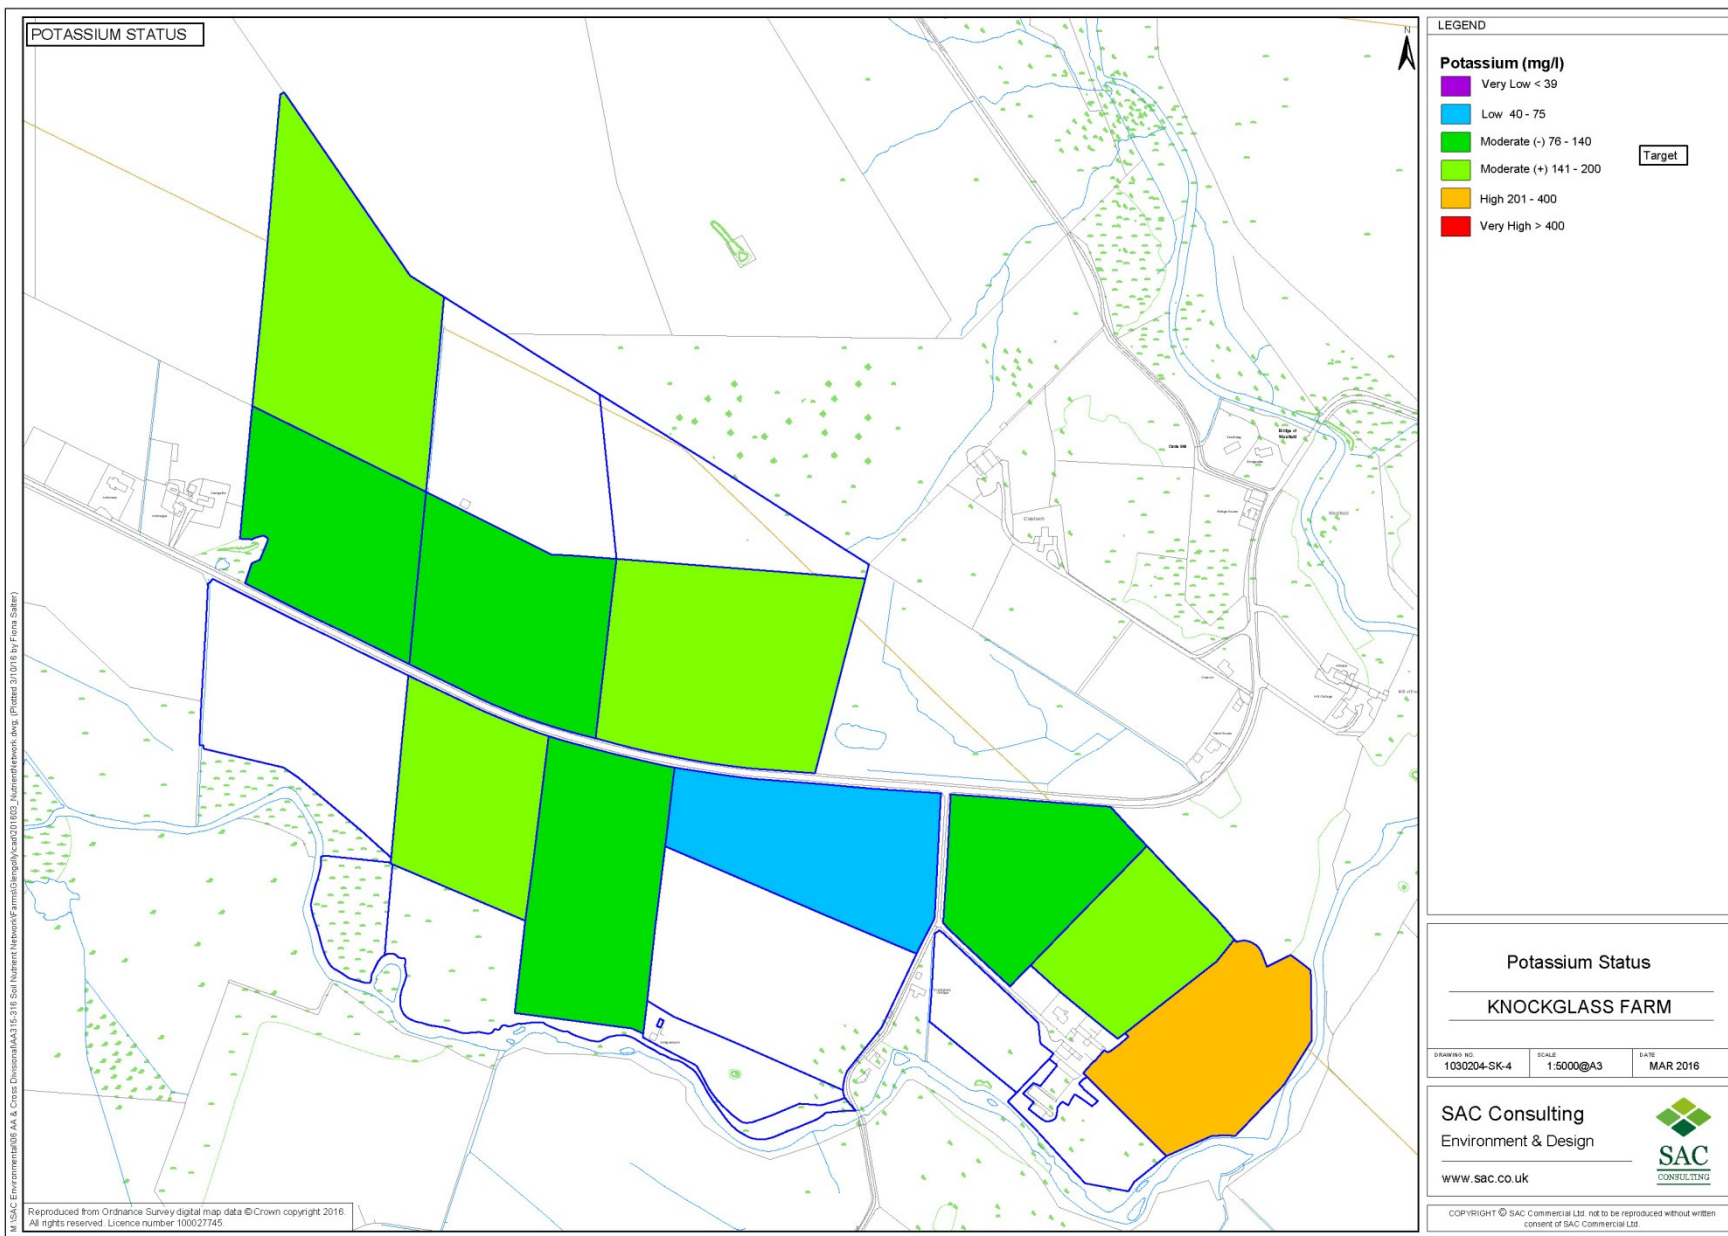 POTASSIUM STATUS
N
LEGEND
Potassium (mg/l)
Very Low < 39
Low 40 - 75
Moderate (-) 76 - 140
Moderate (+) 141 - 200
High 201 - 400
Very High > 400
Target
Bridge of
Westfield
Westfield
Potassium Status
KNOCKGLASS FARM
DRAWING NO.
1030204-SK-4
SCALE
1:5000@A3
DATE
MAR 2016
SAC Consulting
Environment & Design
www.sac.co.uk
SAC
CONSULTING
COPYRIGHT © SAC Commercial Ltd. not to be reproduced without written
consent of SAC Commercial Ltd.
Reproduced from Ordnance Survey digital map data © Crown copyright 2016.
All rights reserved. Licence number 100027745.